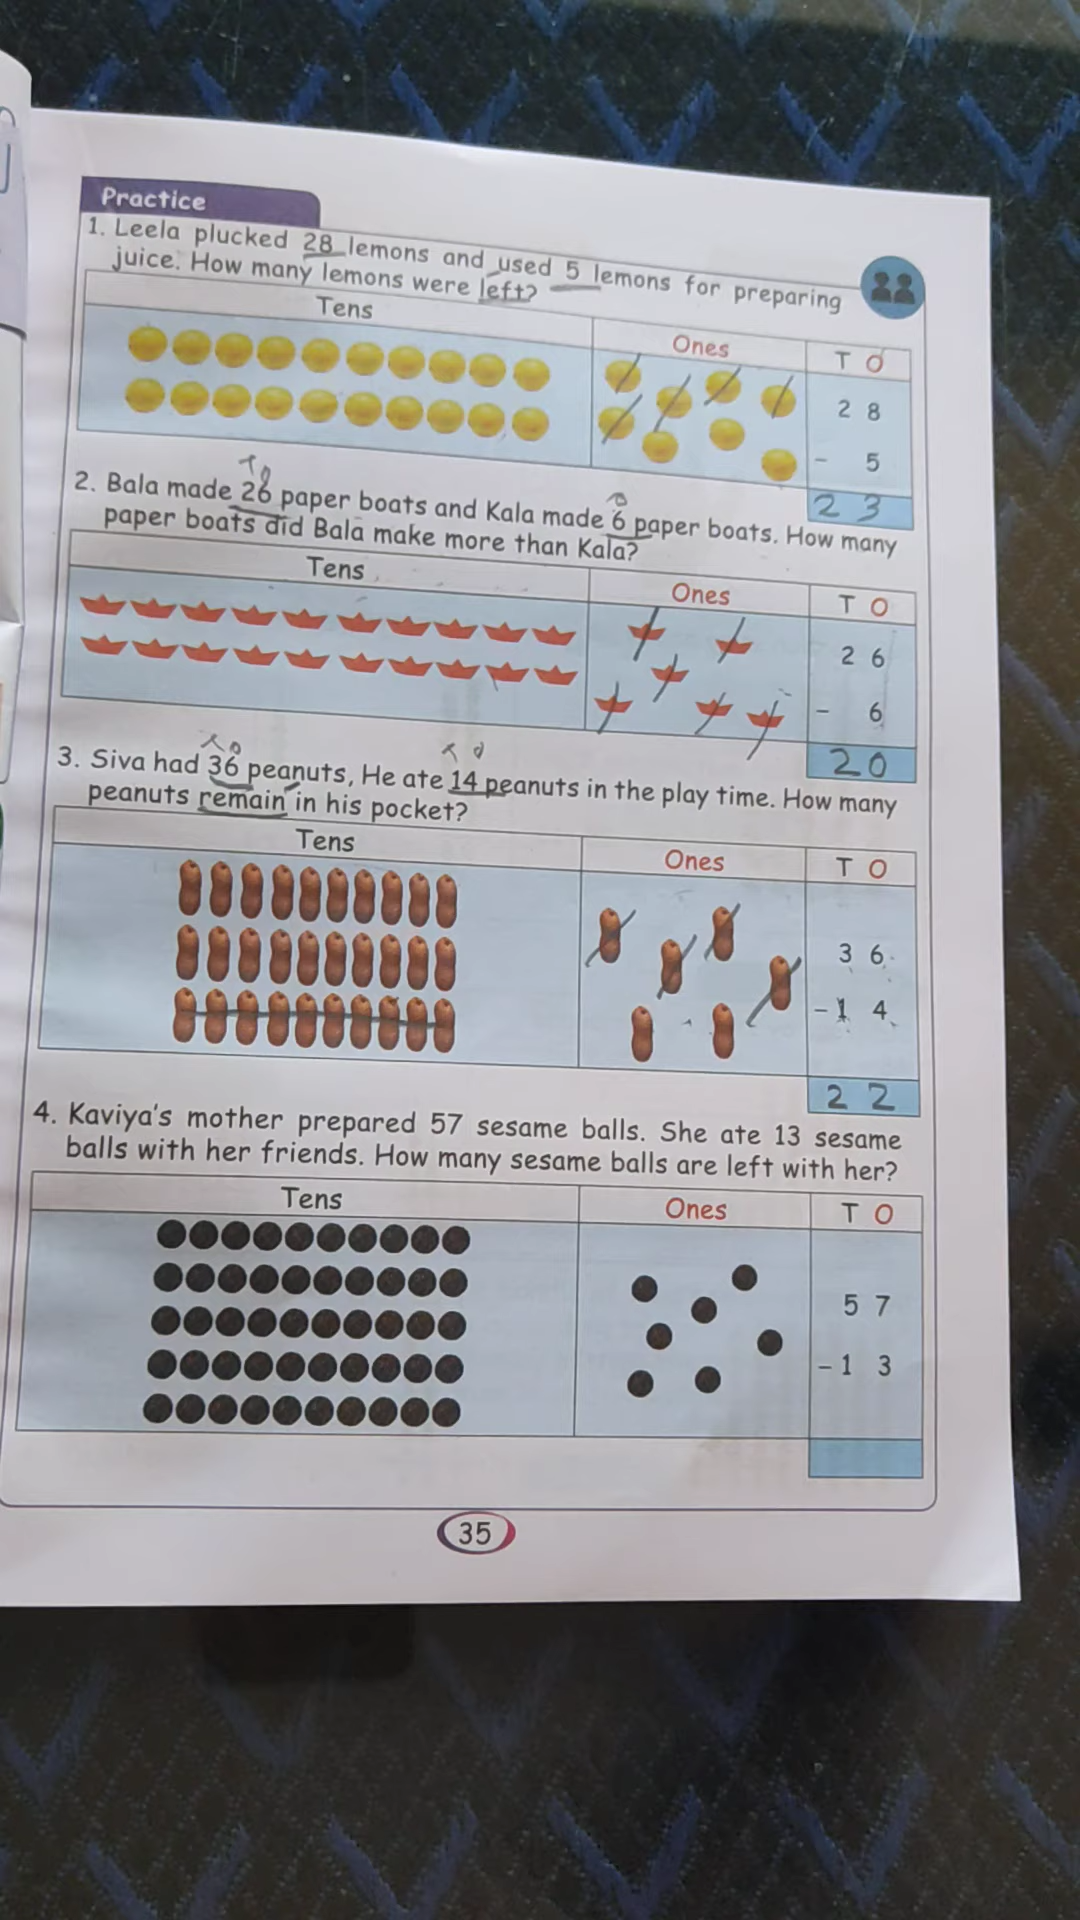 Practice
1. Leela plucked 28 lemons and used 5 lemons for preparing
juice. How many lemons were left?
Tens Ones T O
2 8
- 5
2 3
T O
O
2. Bala made 26 paper boats and Kala made 6 paper boats. How many
paper boats did Bala make more than Kala?
Tens Ones T O
2 6
- 6
2 0
T O
T O
3. Siva had 36 peanuts, He ate 14 peanuts in the play time. How many
peanuts remain in his pocket?
Tens Ones T O
3 6
- 1 4
2 2
4. Kaviya's mother prepared 57 sesame balls. She ate 13 sesame
balls with her friends. How many sesame balls are left with her?
Tens Ones T O
5 7
- 1 3
35